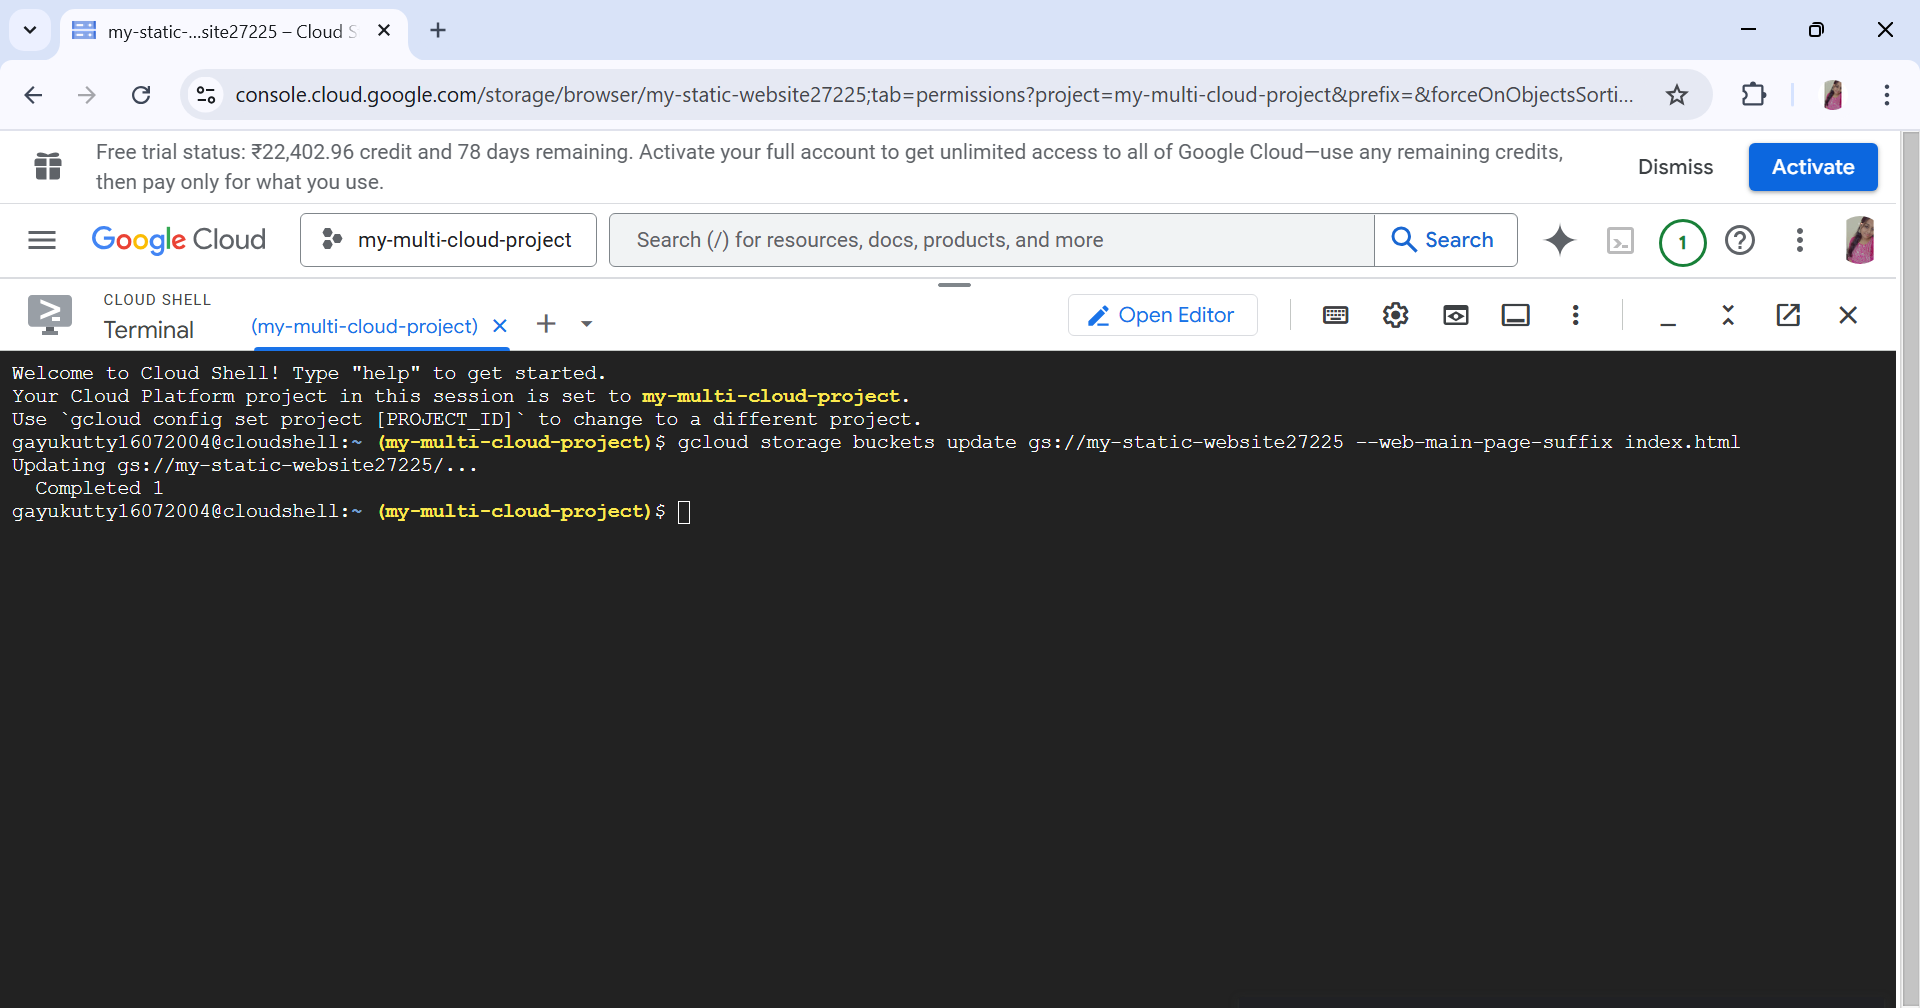 my-static-...site27225 – Cloud S
console.cloud.google.com/storage/browser/my-static-website27225;tab=permissions?project=my-multi-cloud-project&prefix=&forceOnObjectsSorti...
Free trial status: ₹22,402.96 credit and 78 days remaining. Activate your full account to get unlimited access to all of Google Cloud—use any remaining credits,
then pay only for what you use.
Dismiss
Activate
Google Cloud
my-multi-cloud-project
Search (/) for resources, docs, products, and more
Search
1
CLOUD SHELL
Terminal
(my-multi-cloud-project)
Open Editor
Welcome to Cloud Shell! Type "help" to get started.
Your Cloud Platform project in this session is set to my-multi-cloud-project.
Use `gcloud config set project [PROJECT_ID]` to change to a different project.
gayukutty16072004@cloudshell:~ (my-multi-cloud-project)$ gcloud storage buckets update gs://my-static-website27225 --web-main-page-suffix index.html
Updating gs://my-static-website27225/...
  Completed 1
gayukutty16072004@cloudshell:~ (my-multi-cloud-project)$